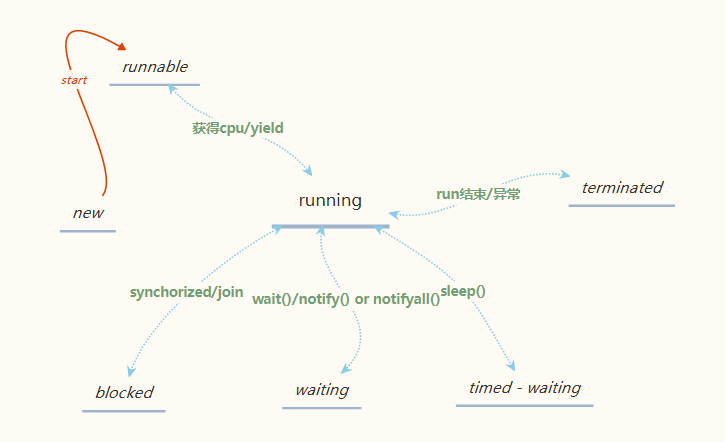 runnable
start
获得cpu/yield
running
run结束/异常
terminated
new
synchorized/join
wait()/notify() or notifyall()
sleep()
blocked
waiting
timed - waiting